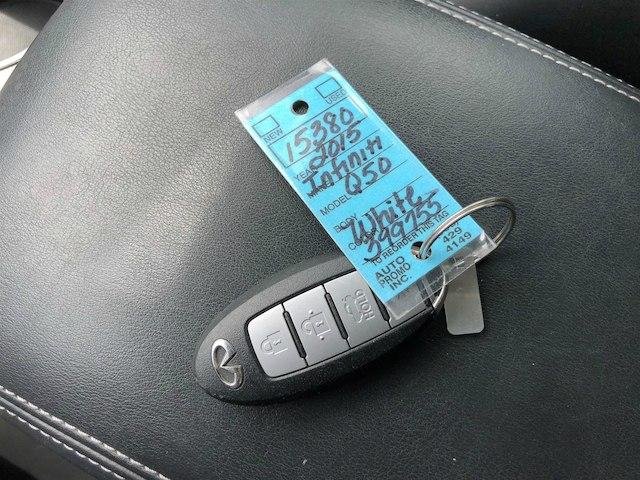 NEW USED
15380
YEAR 2015
Infiniti
MODEL Q50
BODY
White
399755
TO REORDER THIS TAG
AUTO PROMO INC.
429
4149
HOLD